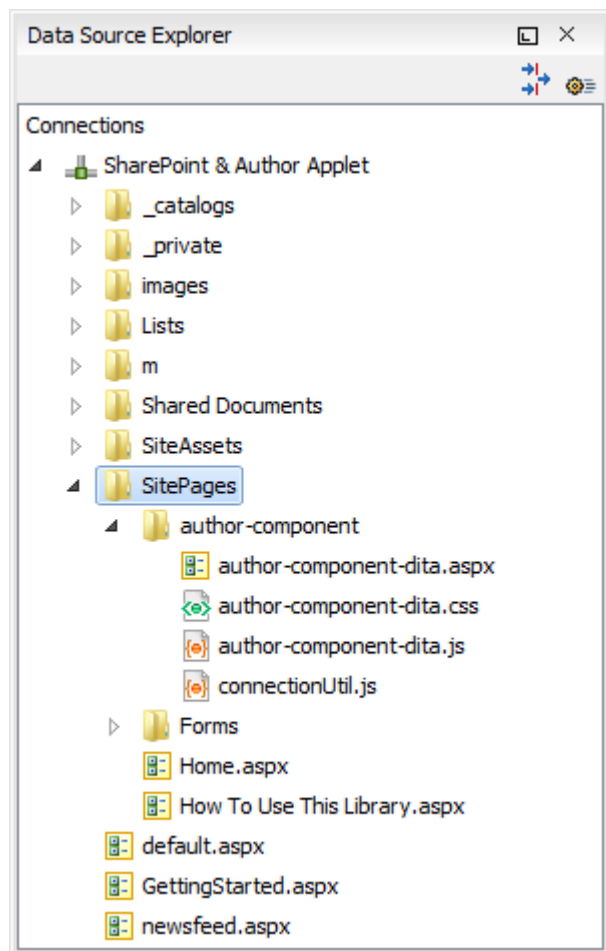 Data Source Explorer
Connections
SharePoint & Author Applet
_catalogs
_private
images
Lists
m
Shared Documents
SiteAssets
SitePages
author-component
author-component-dita.aspx
author-component-dita.css
author-component-dita.js
connectionUtil.js
Forms
Home.aspx
How To Use This Library.aspx
default.aspx
GettingStarted.aspx
newsfeed.aspx